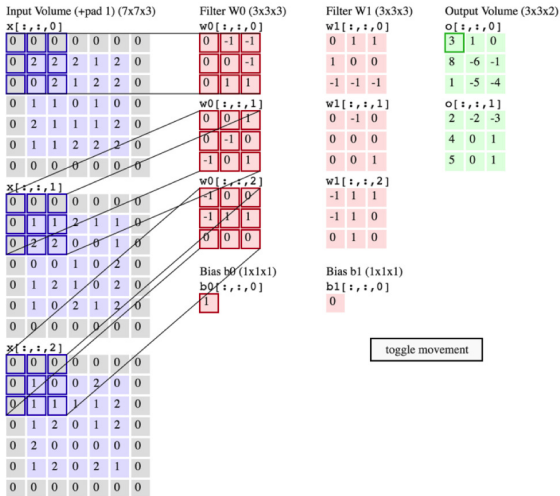 Input Volume (+pad 1) (7x7x3)
x[:,:,0]
0 0 0 0 0 0 0
0 2 2 2 1 2 0
0 0 2 1 2 2 0
0 1 1 0 1 0 0
0 2 1 1 1 2 0
0 1 1 2 2 2 0
0 0 0 0 0 0 0
x[:,:,1]
0 0 0 0 0 0 0
0 1 1 2 1 1 0
0 2 2 0 0 1 0
0 0 0 1 0 2 0
0 1 2 1 0 2 0
0 1 0 2 1 2 0
0 0 0 0 0 0 0
x[:,:,2]
0 0 0 0 0 0 0
0 1 0 0 2 0 0
0 1 1 1 1 2 0
0 1 2 0 1 2 0
0 2 0 0 0 0 0
0 1 2 0 2 1 0
0 0 0 0 0 0 0
Filter W0 (3x3x3)
w0[:,:,0]
0 -1 -1
0 0 -1
0 1 1
w0[:,:,1]
0 0 1
0 -1 0
-1 0 1
w0[:,:,2]
-1 0 0
-1 1 1
0 0 0
Bias b0 (1x1x1)
b0[:,:,0]
1
Filter W1 (3x3x3)
w1[:,:,0]
0 1 1
1 0 0
-1 -1 -1
w1[:,:,1]
0 -1 0
0 0 0
0 0 1
w1[:,:,2]
-1 1 1
-1 1 0
0 1 0
Bias b1 (1x1x1)
b1[:,:,0]
0
Output Volume (3x3x2)
o[:,:,0]
3 1 0
8 -6 -1
1 -5 -4
o[:,:,1]
2 -2 -3
4 0 1
5 0 1
toggle movement